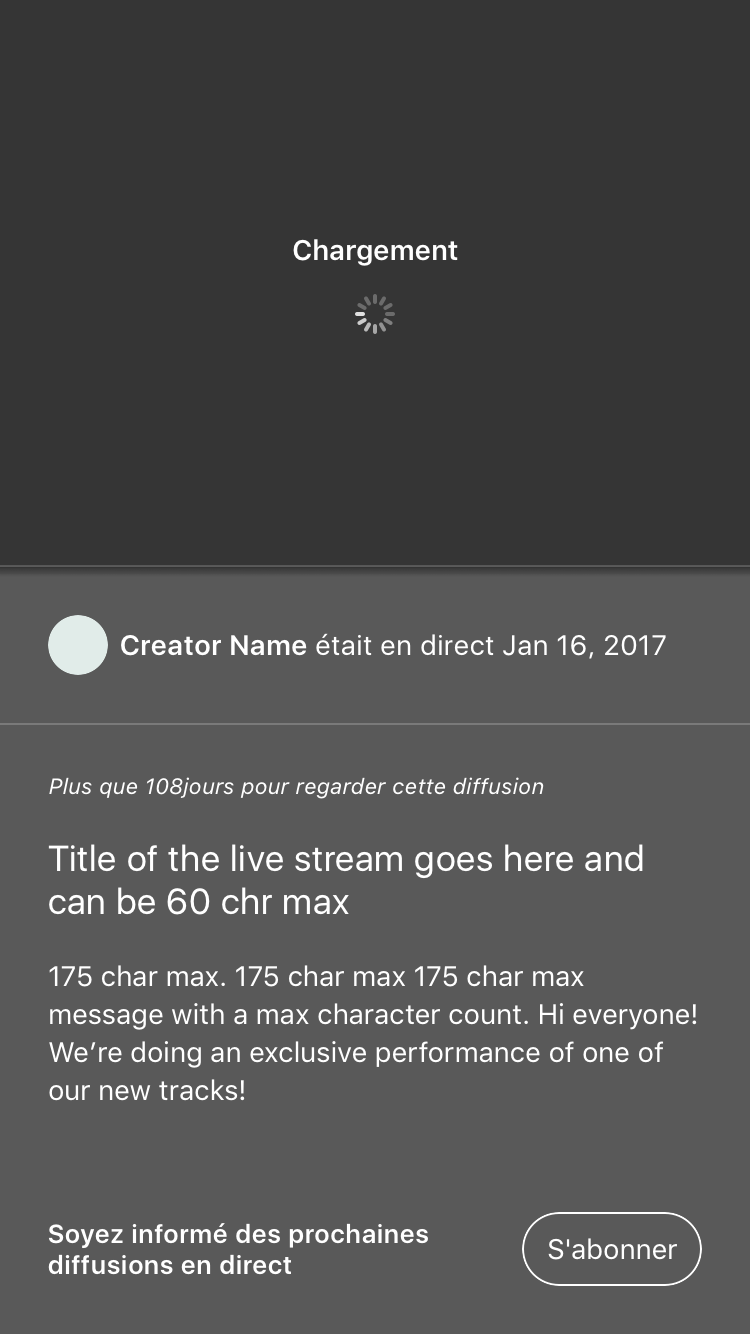 Chargement
Creator Name était en direct Jan 16, 2017
Plus que 108jours pour regarder cette diffusion
Title of the live stream goes here and
can be 60 chr max
175 char max. 175 char max 175 char max
message with a max character count. Hi everyone!
We’re doing an exclusive performance of one of
our new tracks!
Soyez informé des prochaines
diffusions en direct
S'abonner